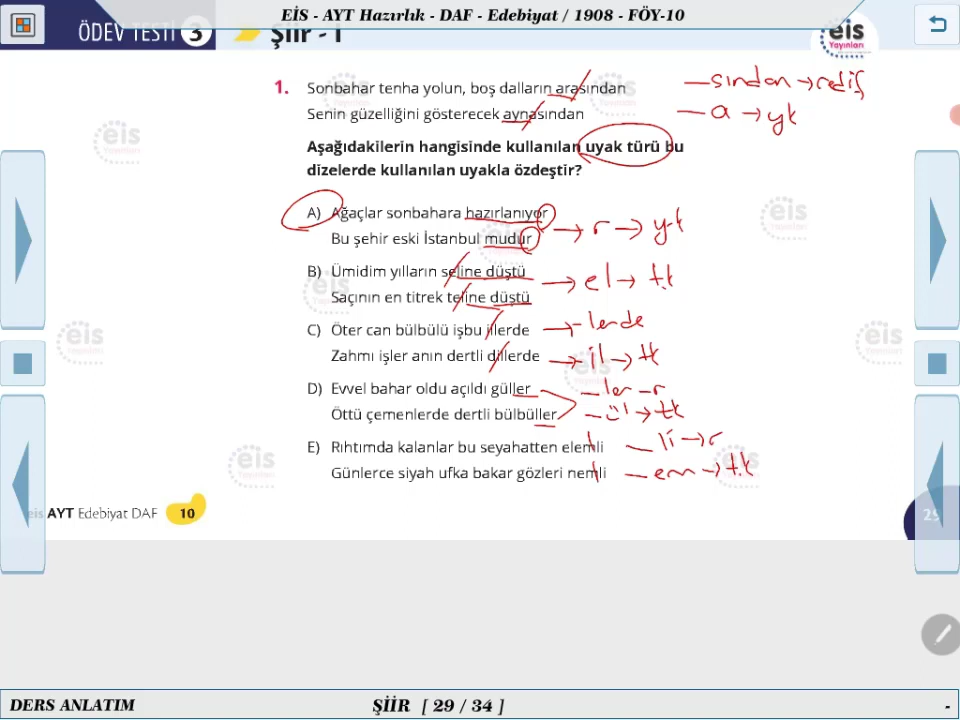 EİS - AYT Hazırlık - DAF - Edebiyat / 1908 - FÖY-10
ÖDEV TESTİ 3
Şiir - I
eis
Yayınları
1. Sonbahar tenha yolun, boş dalların arasından
Senin güzelliğini gösterecek aynasından
—sından→redif
—a→yk
Aşağıdakilerin hangisinde kullanılan uyak türü bu
dizelerde kullanılan uyakla özdeştir?
A) Ağaçlar sonbahara hazırlanıyor
Bu şehir eski İstanbul mudur
→r→y.k
B) Ümidim yılların seline düştü
Saçının en titrek teline düştü
→el→t.k
C) Öter can bülbülü işbu illerde
→-lerde
Zahmı işler anın dertli dillerde
→il→tk
D) Evvel bahar oldu açıldı güller
—ler-r
Öttü çemenlerde dertli bülbüller
—ül→tk
E) Rıhtımda kalanlar bu seyahatten elemli
—li→r
Günlerce siyah ufka bakar gözleri nemli
—em→t.k
eis AYT Edebiyat DAF 10
29
DERS ANLATIM
ŞİİR [ 29 / 34 ]
-